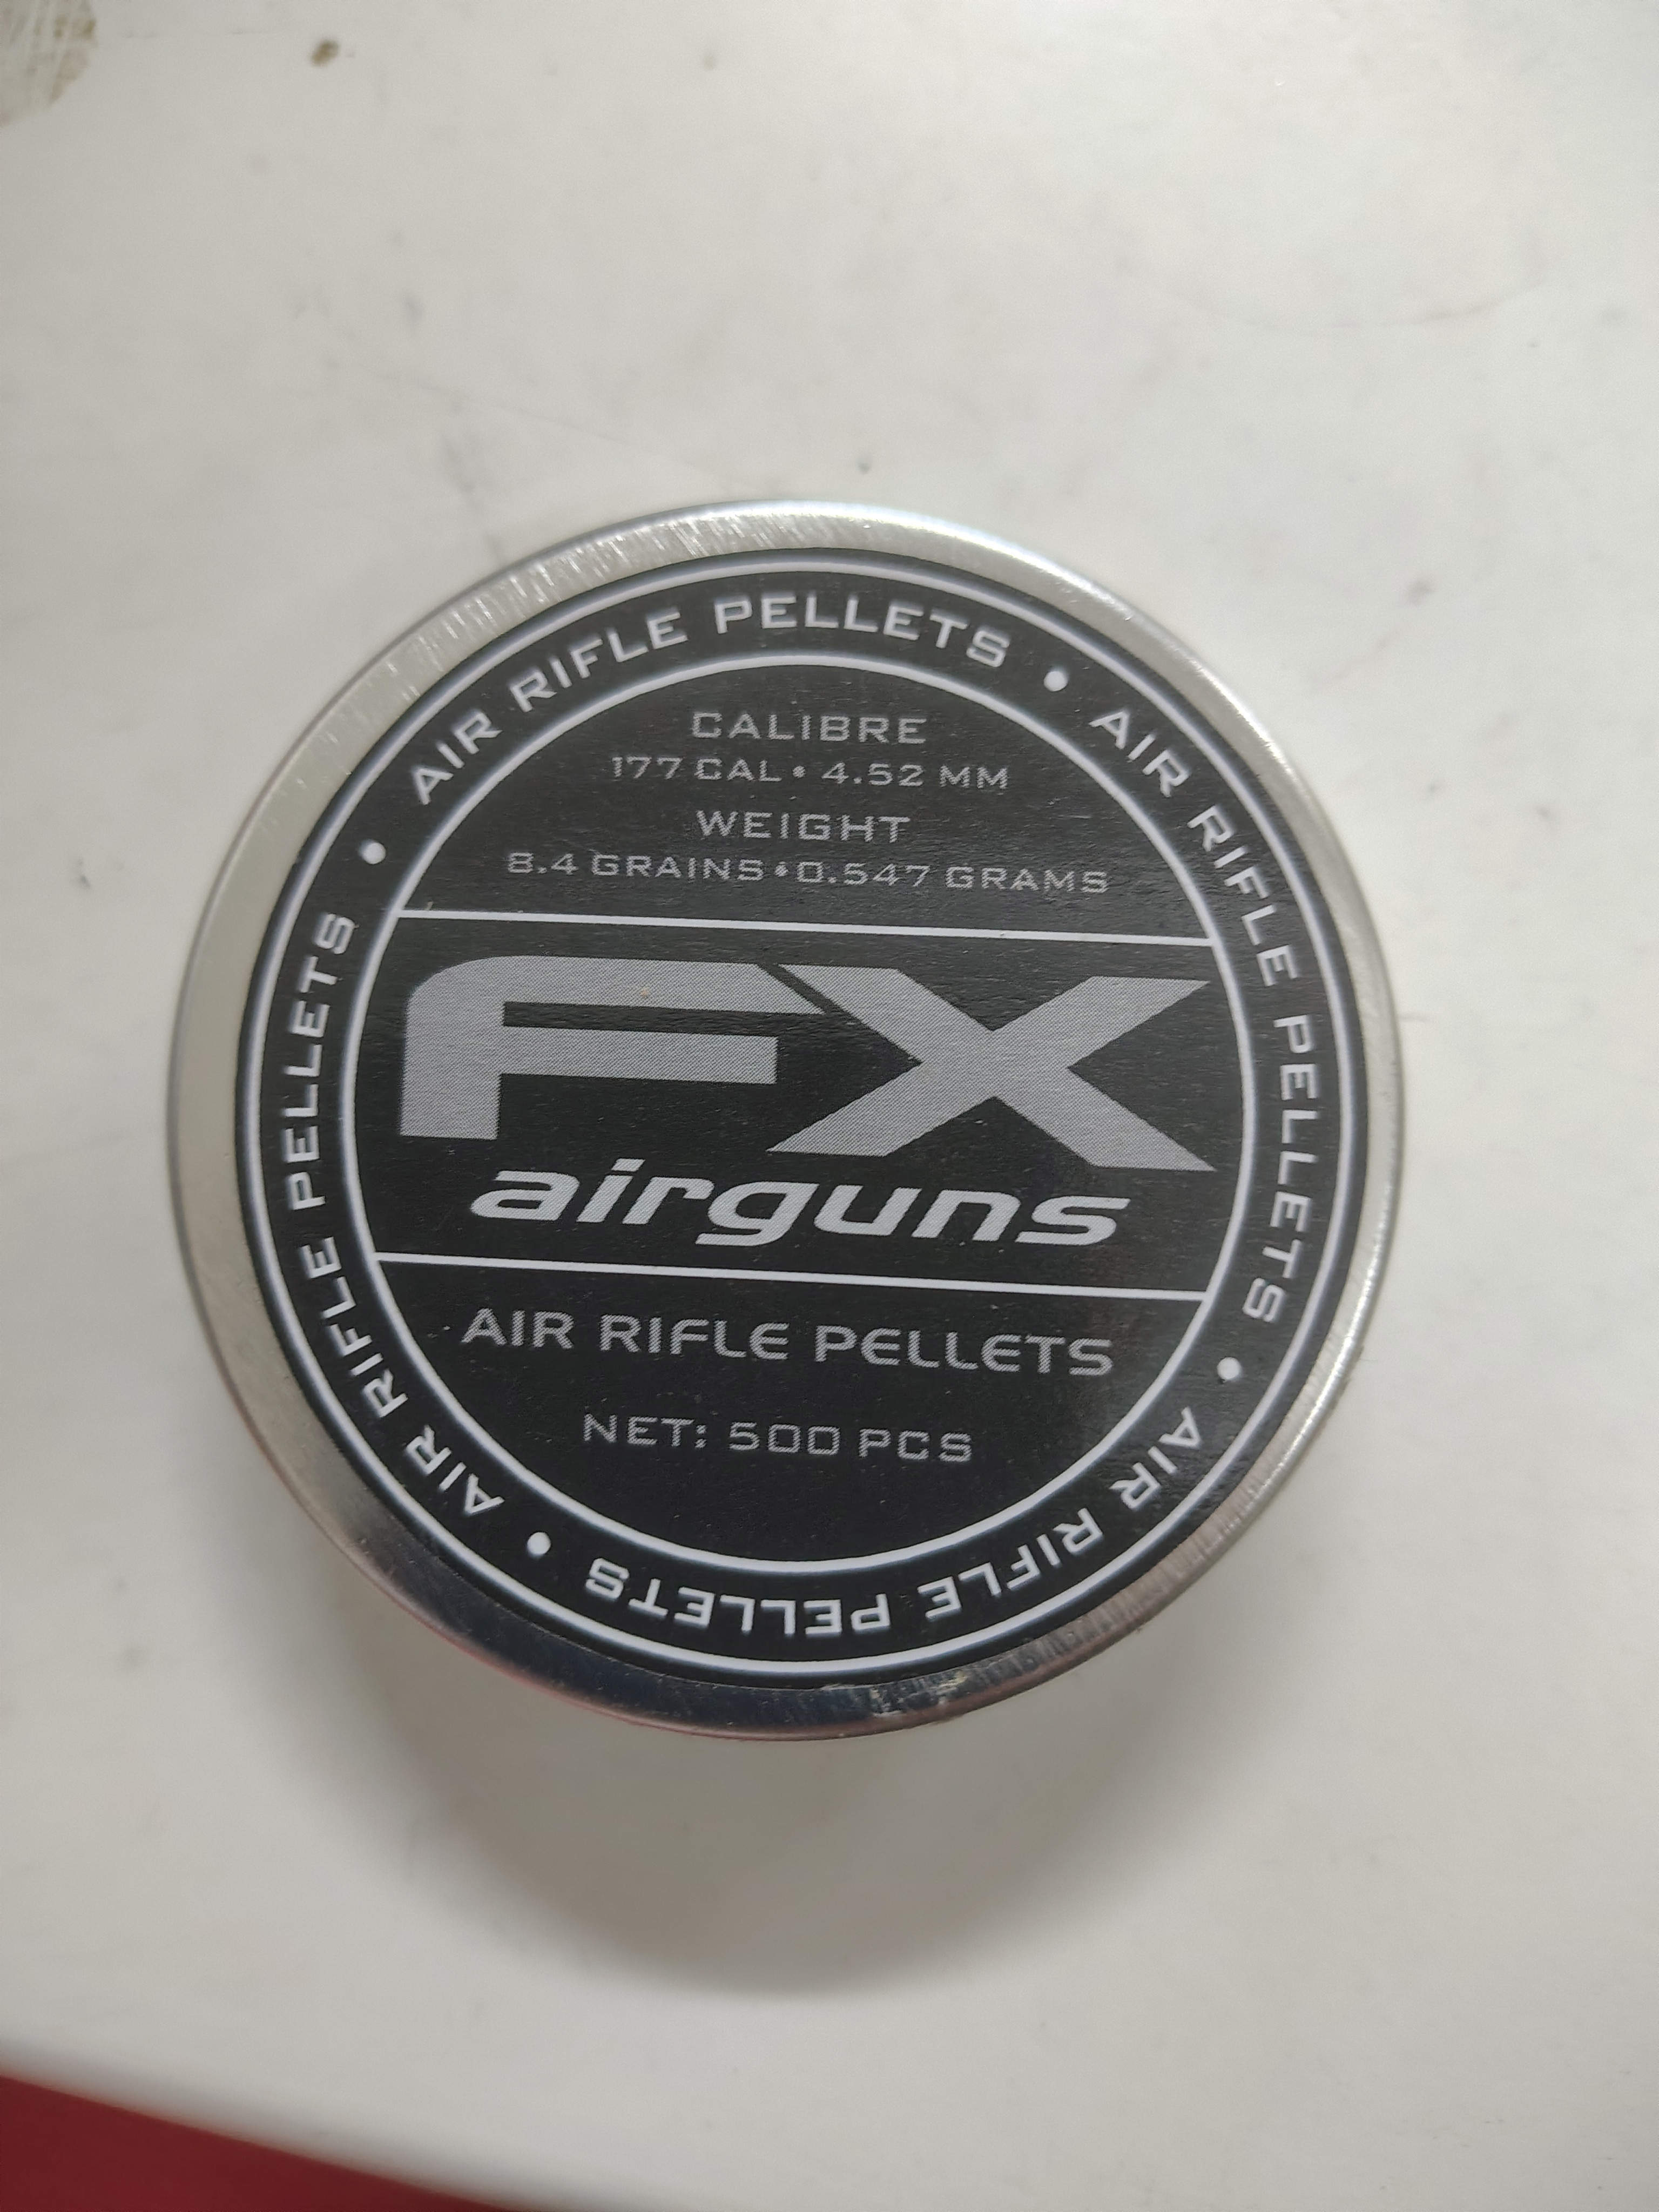 AIR RIFLE PELLETS • AIR RIFLE PELLETS • AIR RIFLE PELLETS • AIR RIFLE PELLETS •
CALIBRE
177 CAL • 4.52 MM
WEIGHT
8.4 GRAINS • 0.547 GRAMS
FX
airguns
AIR RIFLE PELLETS
NET: 500 PCS